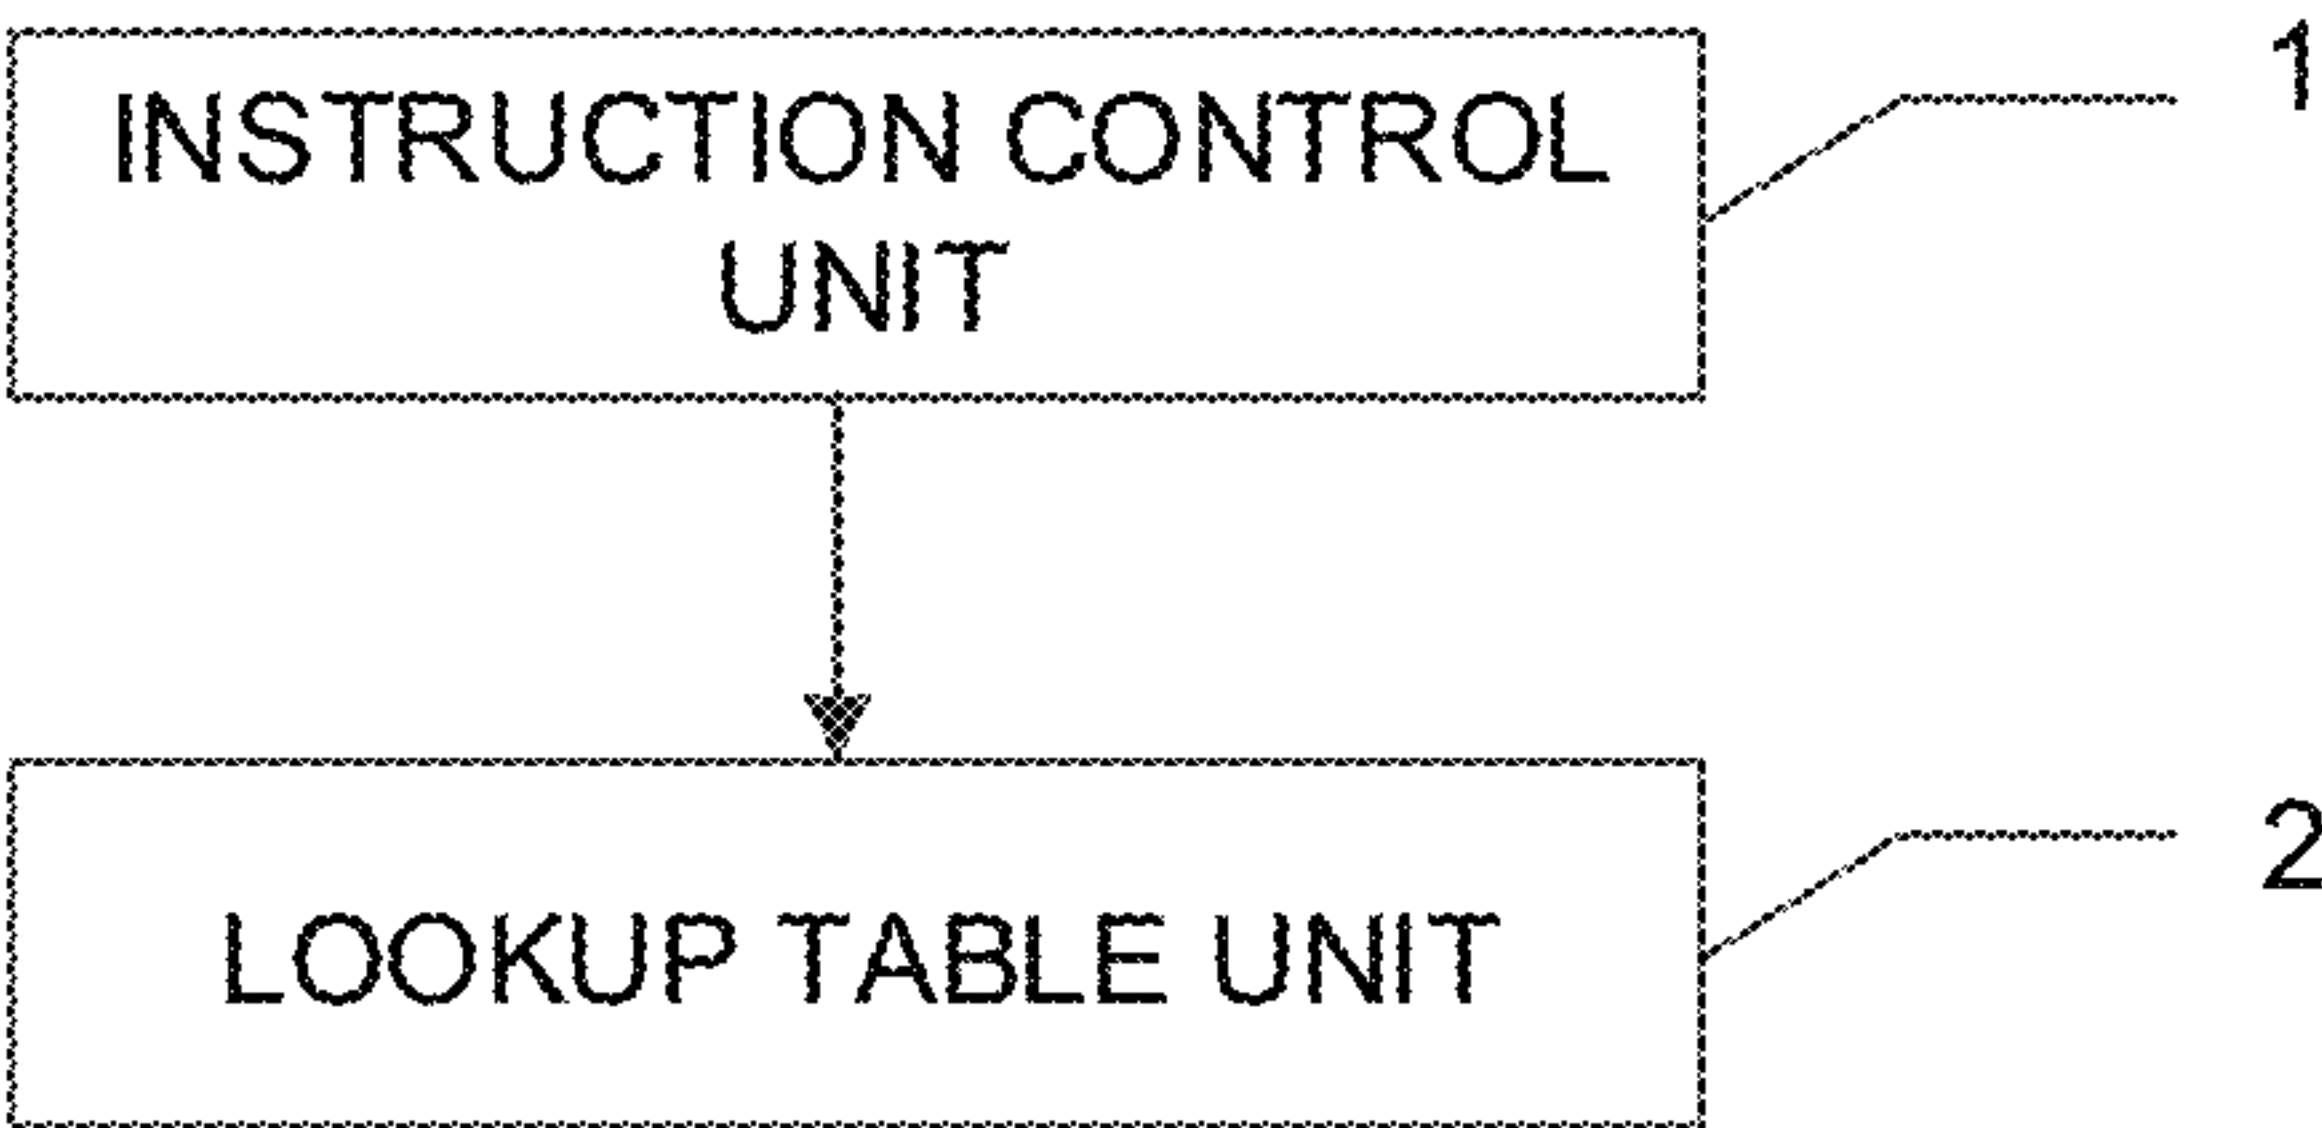 1
INSTRUCTION CONTROL
UNIT
2
LOOKUP TABLE UNIT